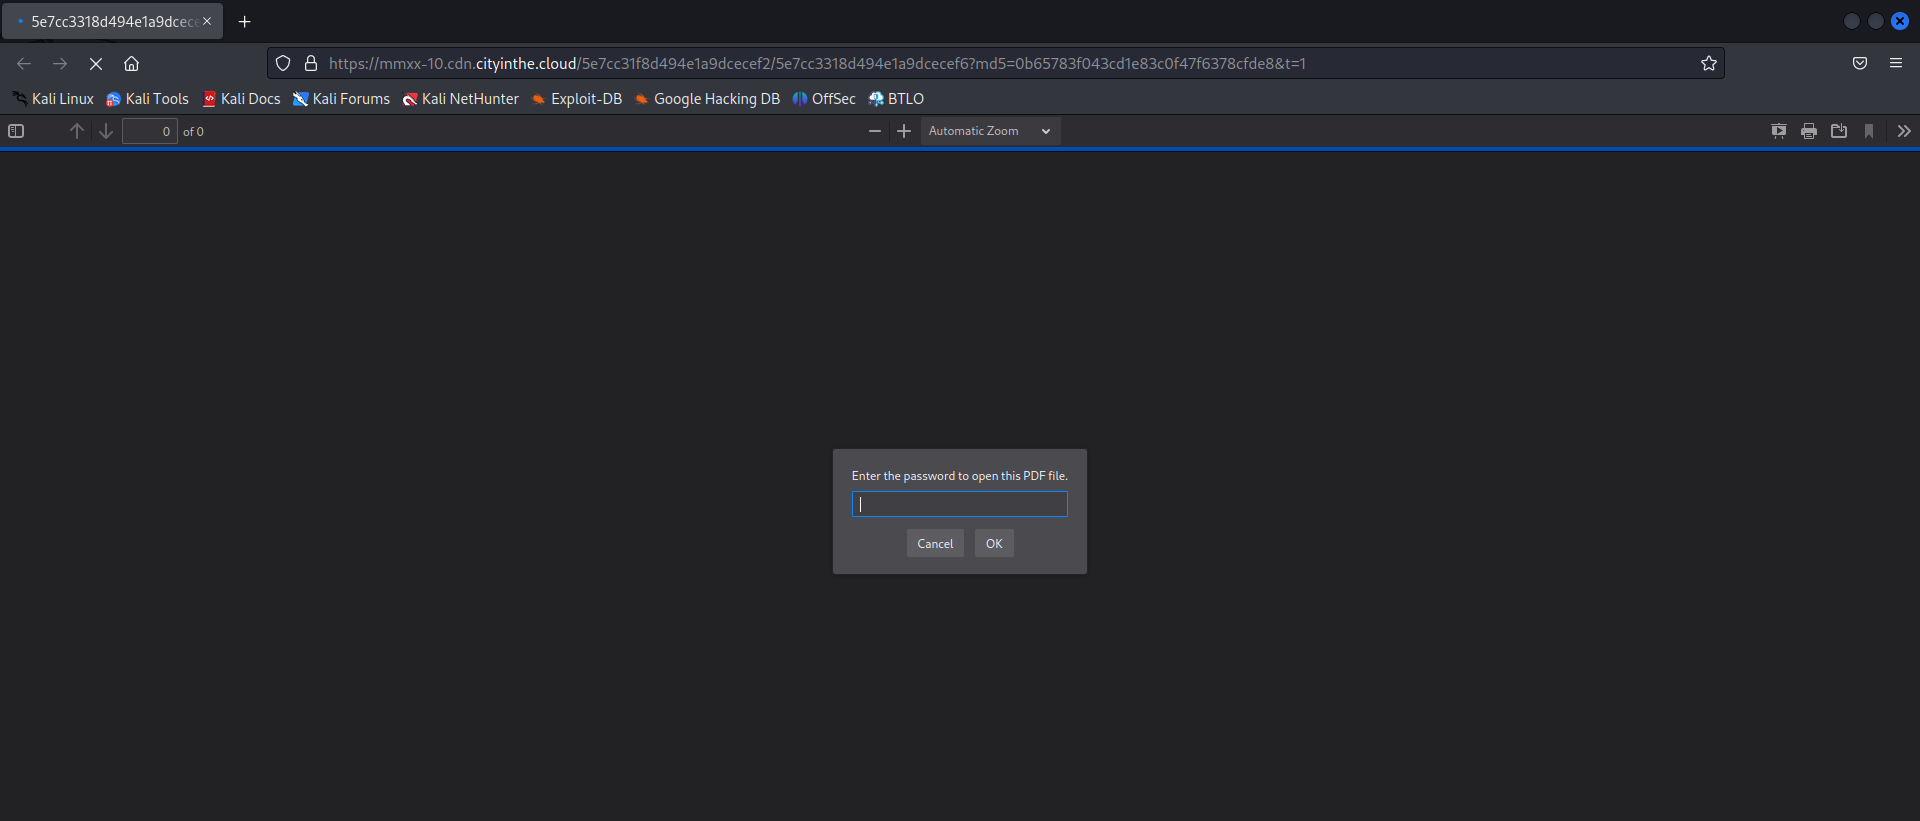 5e7cc3318d494e1a9dcece
https://mmxx-10.cdn.cityinthe.cloud/5e7cc31f8d494e1a9dcecef2/5e7cc3318d494e1a9dcecef6?md5=0b65783f043cd1e83c0f47f6378cfde8&t=1
Kali Linux Kali Tools Kali Docs Kali Forums Kali NetHunter Exploit-DB Google Hacking DB OffSec BTLO
0 of 0 Automatic Zoom
Enter the password to open this PDF file.
Cancel OK